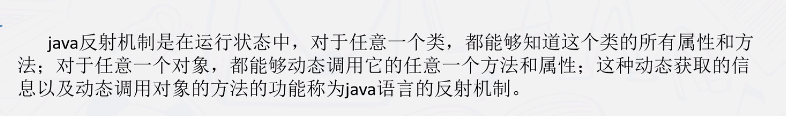 java反射机制是在运行状态中，对于任意一个类，都能够知道这个类的所有属性和方
法；对于任意一个对象，都能够动态调用它的任意一个方法和属性；这种动态获取的信
息以及动态调用对象的方法的功能称为java语言的反射机制。